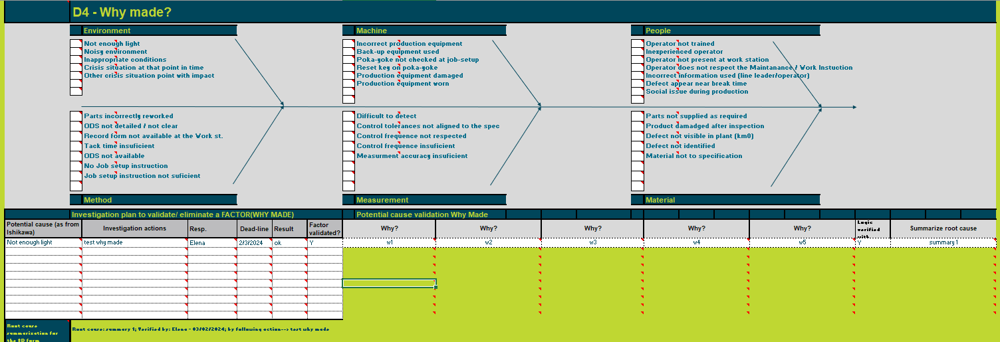 D4 - Why made?
Environment
Not enough light
Noisy environment
Inappropriate conditions
Crisis situation at that point in time
Other crisis situation point with impact
Machine
Incorrect production equipment
Back-up equipment used
Poka-yoke not checked at job-setup
Reset key on poka-yoke
Production equipment damaged
Production equipment worn
People
Operator not trained
Inexperienced operator
Operator not present at work station
Operator does not respect the Maintanance / Work Instuction
Incorrect information used (line leader/operator)
Defect appear near break time
Social issue during production
Parts incorrectly reworked
ODS not detailed / not clear
Record form not available at the Work st.
Tack time insuficient
ODS not available
No Job setup instruction
Job setup instruction not suficient
Method
Difficult to detect
Control tolerances not aligned to the spec
Control frequence not respected
Control frequence insuficient
Measurment accuracy insuficient
Measurement
Parts not supplied as required
Product damadged after inspection
Defect not visible in plant (km0)
Defect not identified
Material not to specification
Material
Investigation plan to validate/ eliminate a FACTOR(WHY MADE) Potential cause validation Why Made
Potential cause (as from Ishikawa) Investigation actions Resp. Dead-line Result Factor validated? Why? Why? Why? Why? Why? Logic verified with Summarize root cause
Not enough light test why made Elena 2/3/2024 ok Y w1 w2 w3 w4 w5 Y summary 1
Root cause summarization for the 8D form
Root cause: summary 1; Verified by: Elena - 03/02/2024; by following action--> test why made